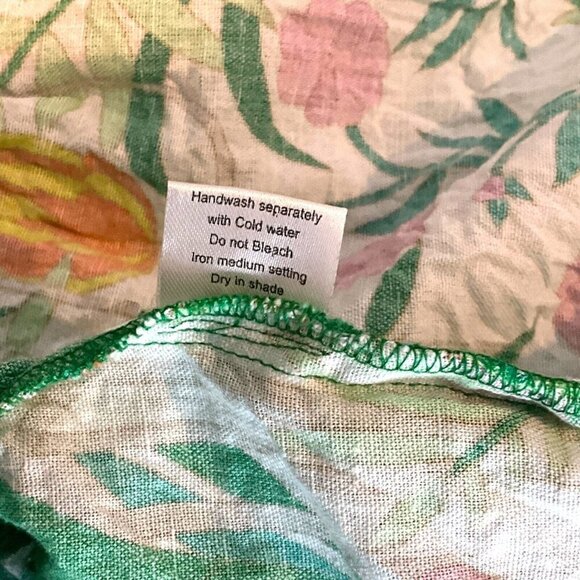 Handwash separately
with Cold water
Do not Bleach
Iron medium setting
Dry in shade